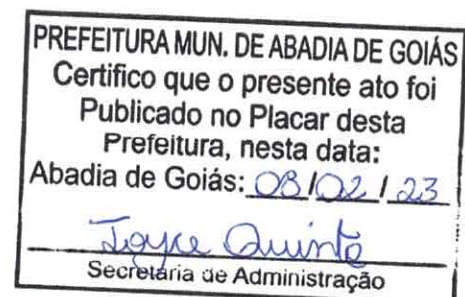 PREFEITURA MUN. DE ABADIA DE GOIÁS
Certifico que o presente ato foi
Publicado no Placar desta
Prefeitura, nesta data:
Abadia de Goiás: 08/02/23
Joyce Quinta
Secretária de Administração